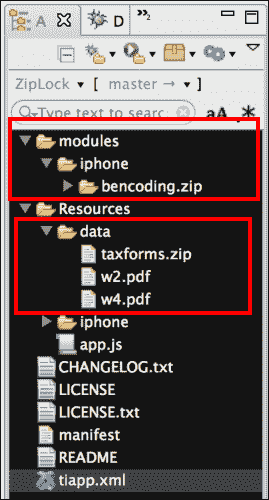 A D »2
ZipLock ▾ [ master → ▾ ]
Type text to searc aA .*
modules
iphone
bencoding.zip
Resources
data
taxforms.zip
w2.pdf
w4.pdf
iphone
app.js
CHANGELOG.txt
LICENSE
LICENSE.txt
manifest
README
tiapp.xml